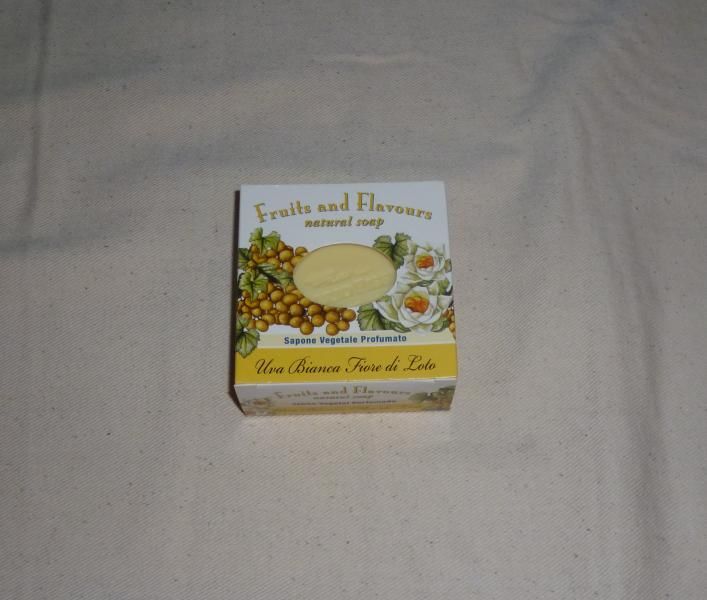 Fruits and Flavours
natural soap
Sapone Vegetale Profumato
Uva Bianca Fiore di Loto
Fruits and Flavours
natural soap